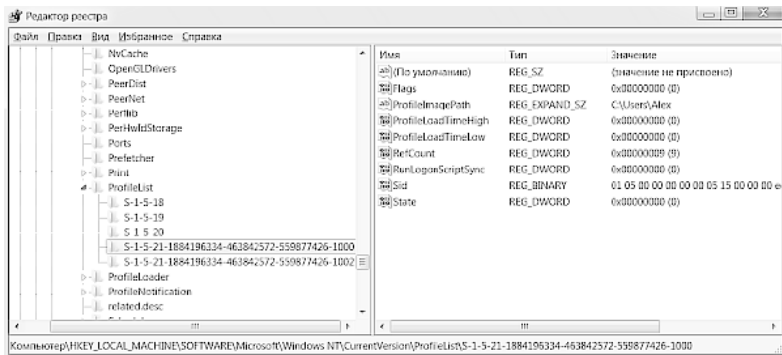 Редактор реестра
Файл Правка Вид Избранное Справка
NvCache
OpenGLDrivers
PeerDist
PeerNet
Perflib
PerHwIdStorage
Ports
Prefetcher
Print
ProfileList
S-1-5-18
S-1-5-19
S-1-5-20
S-1-5-21-1884196334-463842572-559877426-1000
S-1-5-21-1884196334-463842572-559877426-1002
ProfileLoader
ProfileNotification
related.desc
Имя Тип Значение
(По умолчанию) REG_SZ (значение не присвоено)
Flags REG_DWORD 0x00000000 (0)
ProfileImagePath REG_EXPAND_SZ C:\Users\Alex
ProfileLoadTimeHigh REG_DWORD 0x00000000 (0)
ProfileLoadTimeLow REG_DWORD 0x00000000 (0)
RefCount REG_DWORD 0x00000009 (9)
RunLogonScriptSync REG_DWORD 0x00000000 (0)
Sid REG_BINARY 01 05 00 00 00 00 00 05 15 00 00 00
State REG_DWORD 0x00000000 (0)
Компьютер\HKEY_LOCAL_MACHINE\SOFTWARE\Microsoft\Windows NT\CurrentVersion\ProfileList\S-1-5-21-1884196334-463842572-559877426-1000